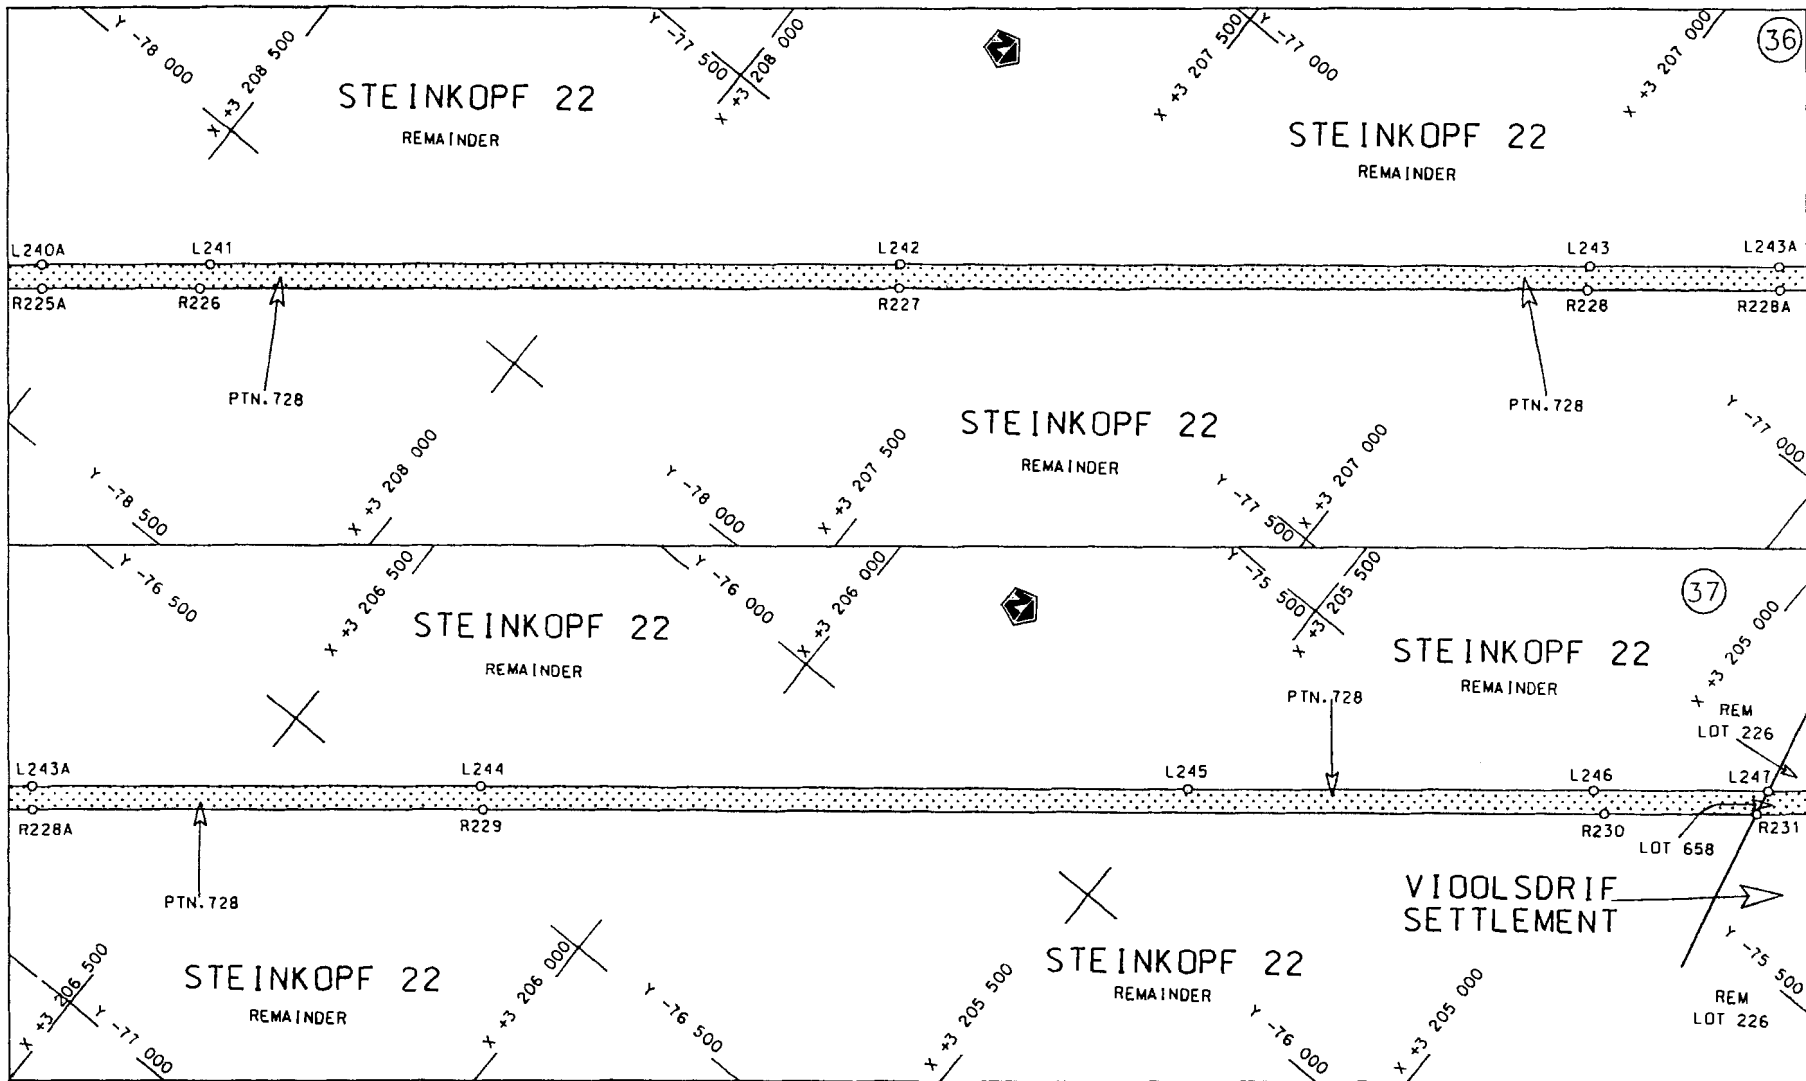 Y -78 000
X +3 208 500
Y -77 500
X +3 208 000
N
X +3 207 500
Y -77 000
X +3 207 000
36
STEINKOPF 22
REMAINDER
STEINKOPF 22
REMAINDER
L240A
L241
L242
L243
L243A
R225A
R226
R227
R228
R228A
PTN.728
PTN.728
STEINKOPF 22
REMAINDER
Y -78 500
X +3 208 000
Y -78 000
X +3 207 500
Y -77 500
X +3 207 000
Y -77 000
Y -76 500
X +3 206 500
Y -76 000
X +3 206 000
N
Y -75 500
X +3 205 500
37
X +3 205 000
STEINKOPF 22
REMAINDER
STEINKOPF 22
REMAINDER
PTN.728
REM
LOT 226
L243A
L244
L245
L246
L247
R228A
R229
R230
R231
LOT 658
PTN.728
VIOOLSDRIF
SETTLEMENT
STEINKOPF 22
REMAINDER
STEINKOPF 22
REMAINDER
X +3 206 500
Y -77 000
X +3 206 000
Y -76 500
X +3 205 500
Y -76 000
X +3 205 000
Y -75 500
REM
LOT 226